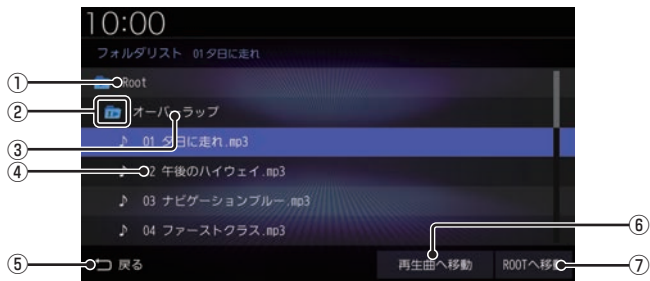 10:00
フォルダリスト 01夕日に走れ
① Root
② オーバーラップ
③ 01 夕日に走れ.mp3
④ 02 午後のハイウェイ.mp3
03 ナビゲーションブルー.mp3
04 ファーストクラス.mp3
⑥
⑤ 戻る 再生曲へ移動 ROOTへ移動 ⑦